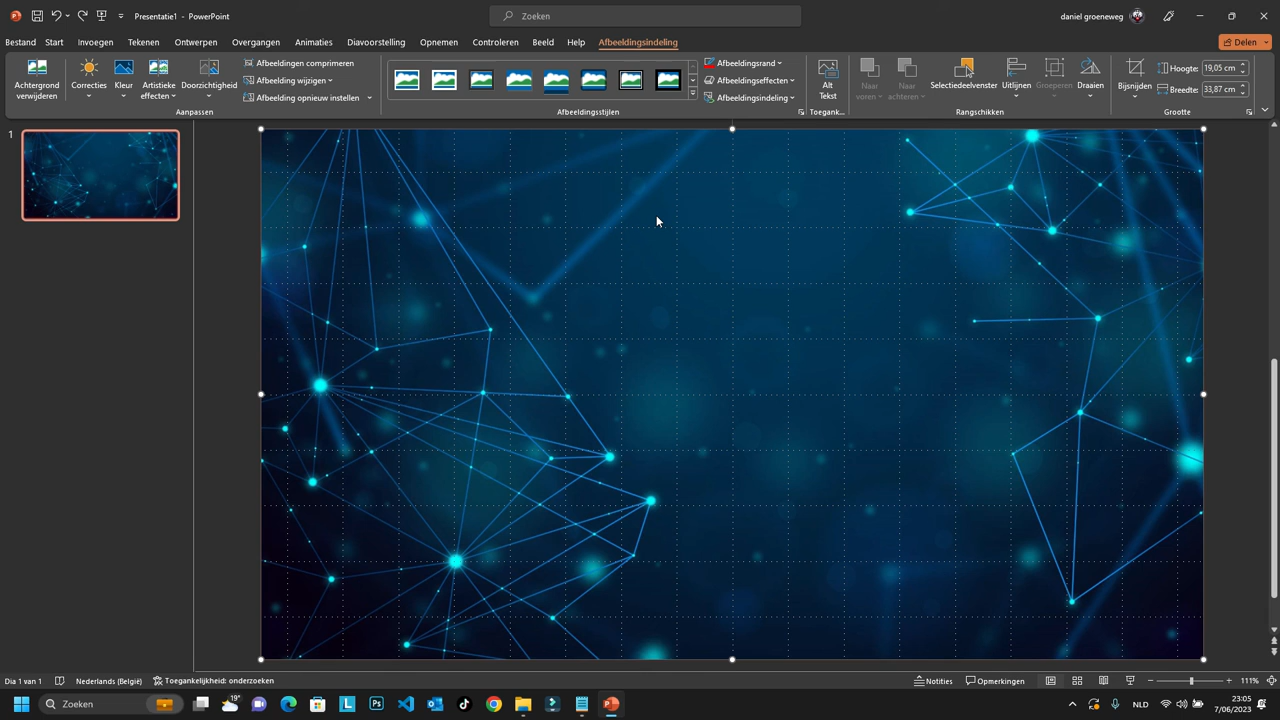 Presentatie1 - PowerPoint
Zoeken
daniel groeneweg
Bestand Start Invoegen Tekenen Ontwerpen Overgangen Animaties Diavoorstelling Opnemen Controleren Beeld Help Afbeeldingsindeling
Delen
Achtergrond verwijderen
Correcties
Kleur
Artistieke effecten
Doorzichtigheid
Afbeeldingen comprimeren
Afbeelding wijzigen
Afbeelding opnieuw instellen
Aanpassen
Afbeeldingsstijlen
Afbeeldingsrand
Afbeeldingseffecten
Afbeeldingsindeling
Alt Tekst
Toegank...
Naar voren
Naar achteren
Selectiedeelvenster
Uitlijnen
Groeperen
Draaien
Rangschikken
Bijsnijden
Hoogte: 19,05 cm
Breedte: 33,87 cm
Grootte
1
Dia 1 van 1
Nederlands (België)
Toegankelijkheid: onderzoeken
Notities
Opmerkingen
111%
Zoeken
19°
L
Ps
NLD
23:05
7/06/2023